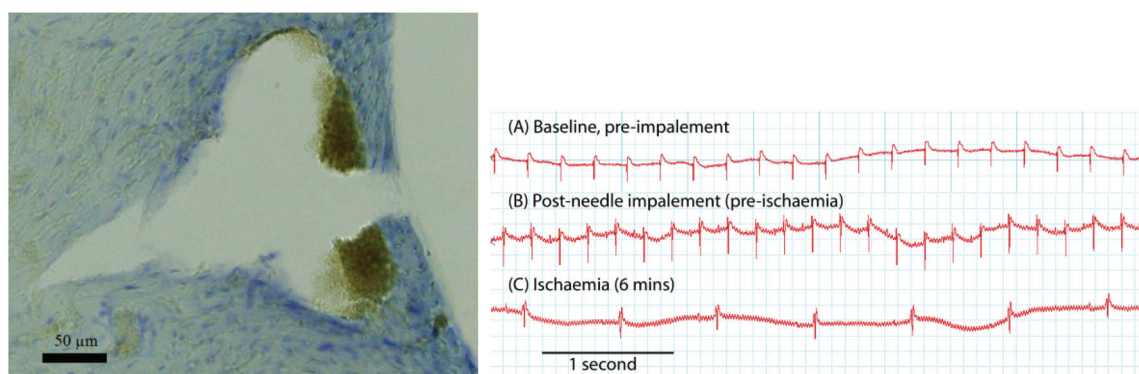 50 µm
(A) Baseline, pre-impalement
(B) Post-needle impalement (pre-ischaemia)
(C) Ischaemia (6 mins)
1 second